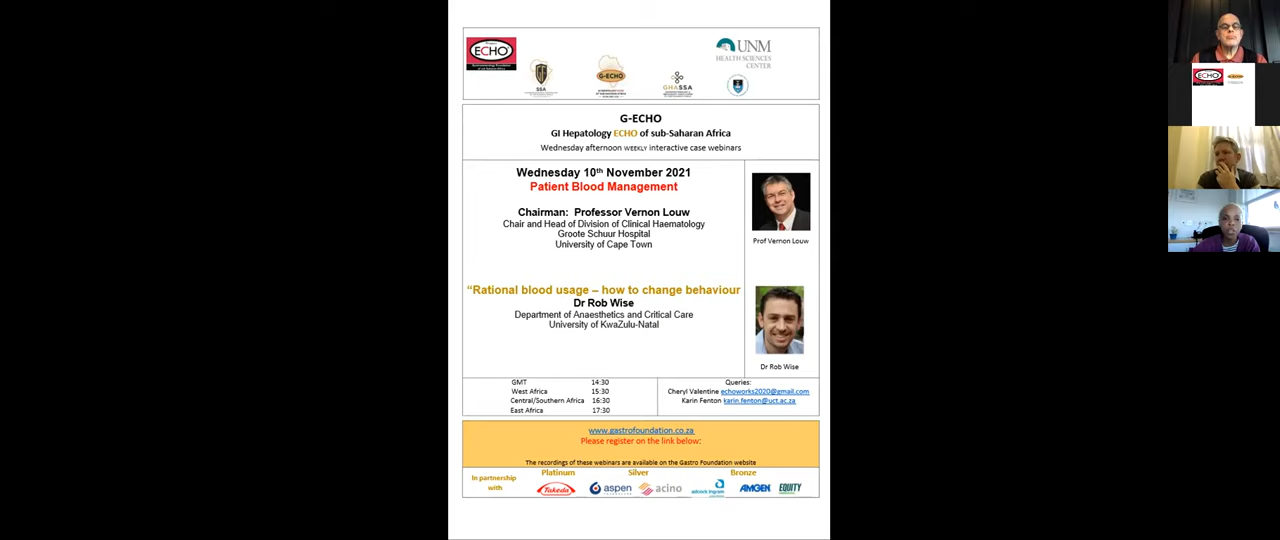 ECHO
SSA
G-ECHO
GHASSA
UNM
HEALTH SCIENCES
CENTER
G-ECHO
GI Hepatology ECHO of sub-Saharan Africa
Wednesday afternoon WEEKLY interactive case webinars
Wednesday 10th November 2021
Patient Blood Management
Chairman: Professor Vernon Louw
Chair and Head of Division of Clinical Haematology
Groote Schuur Hospital
University of Cape Town
Prof Vernon Louw
“Rational blood usage – how to change behaviour
Dr Rob Wise
Department of Anaesthetics and Critical Care
University of KwaZulu-Natal
Dr Rob Wise
GMT 14:30
West Africa 15:30
Central/Southern Africa 16:30
East Africa 17:30
Queries:
Cheryl Valentine echoworks2020@gmail.com
Karin Fenton karin.fenton@uct.ac.za
www.gastrofoundation.co.za
Please register on the link below:
The recordings of these webinars are available on the Gastro Foundation website
In partnership
with
Platinum Silver Bronze
Takeda aspen acino adcock ingram AMGEN EQUITY
ECHO